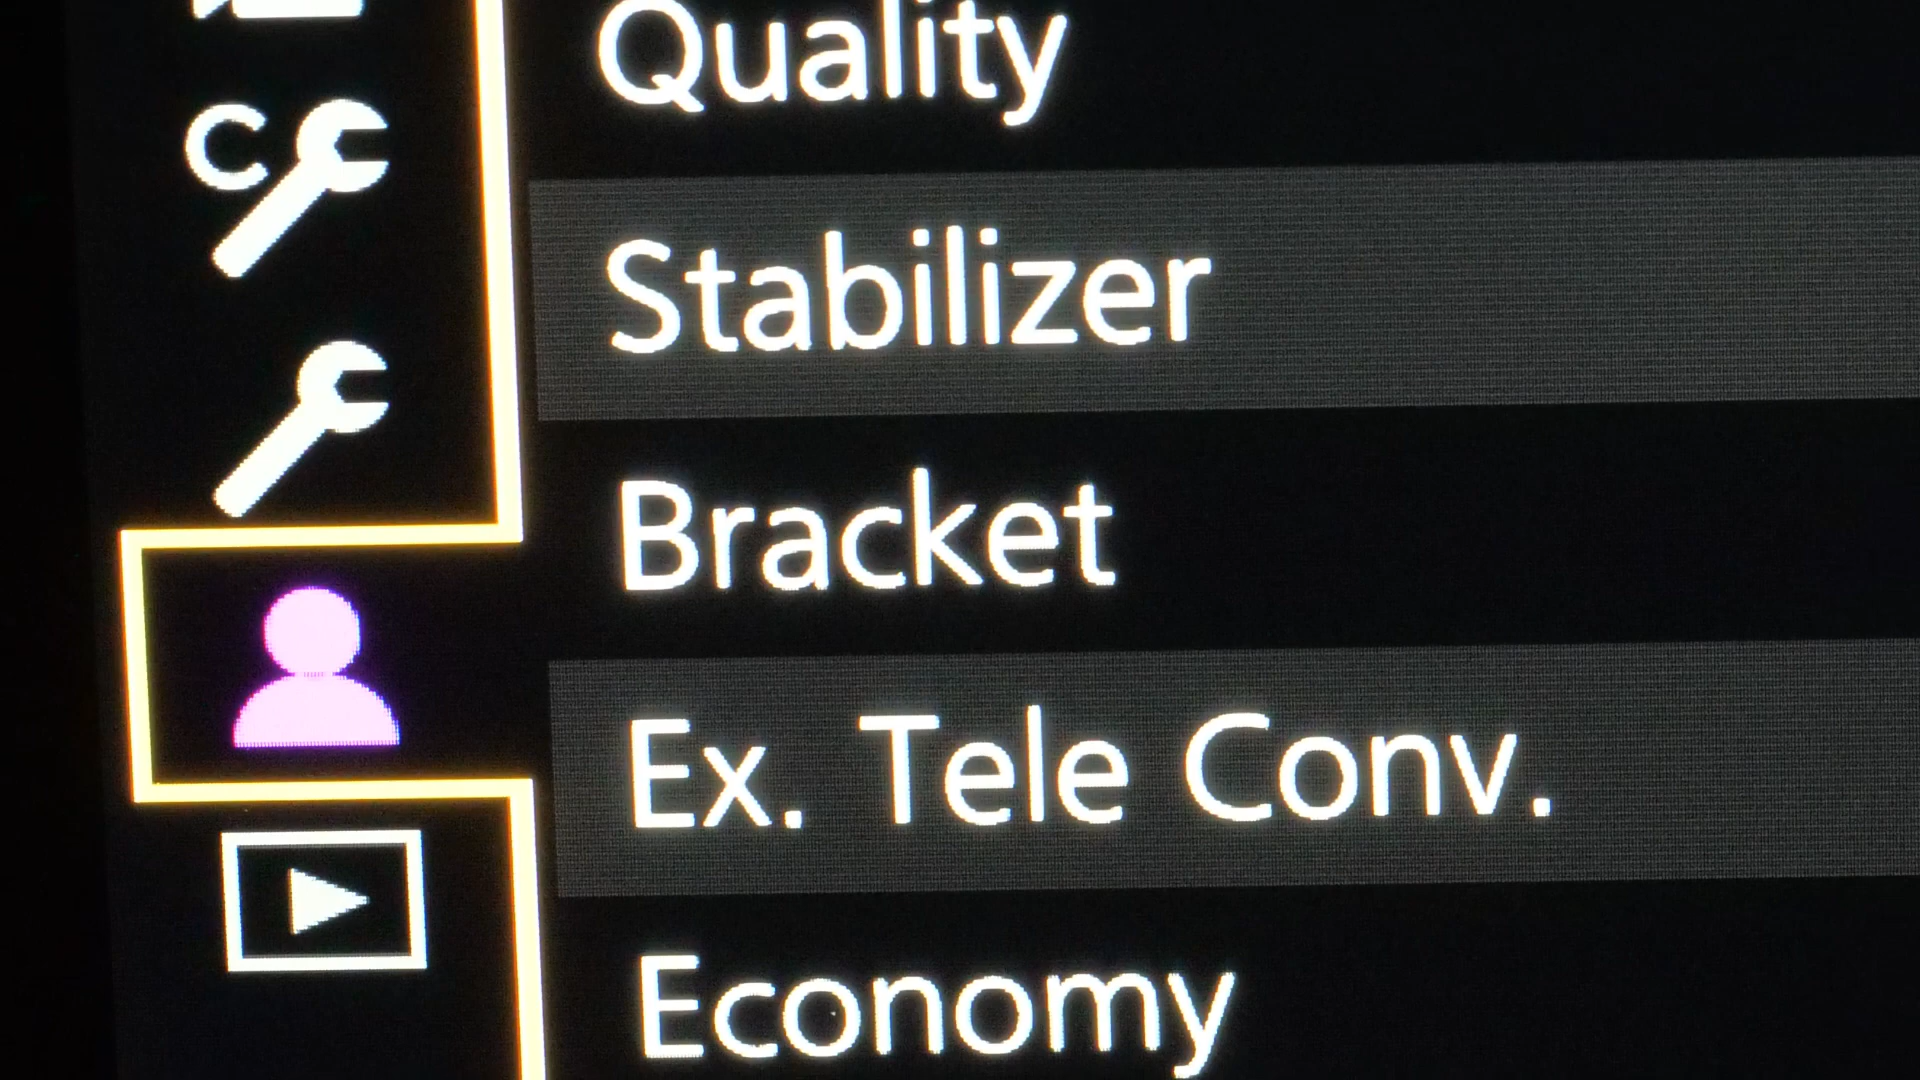 Quality
C
Stabilizer
Bracket
Ex. Tele Conv.
Economy